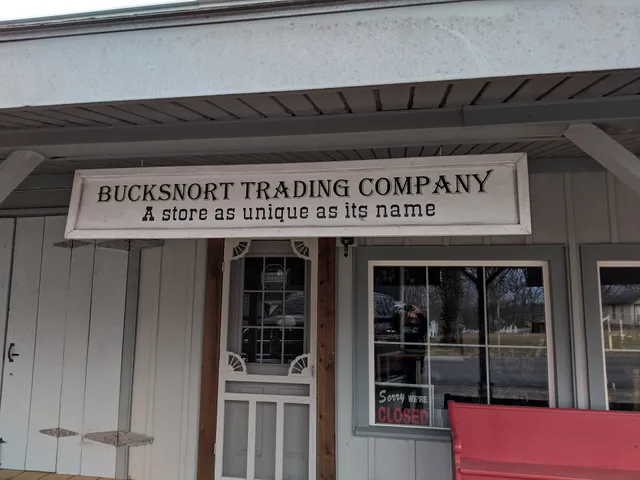 BUCKSNORT TRADING COMPANY
A store as unique as its name
Sorry WE'RE
CLOSED